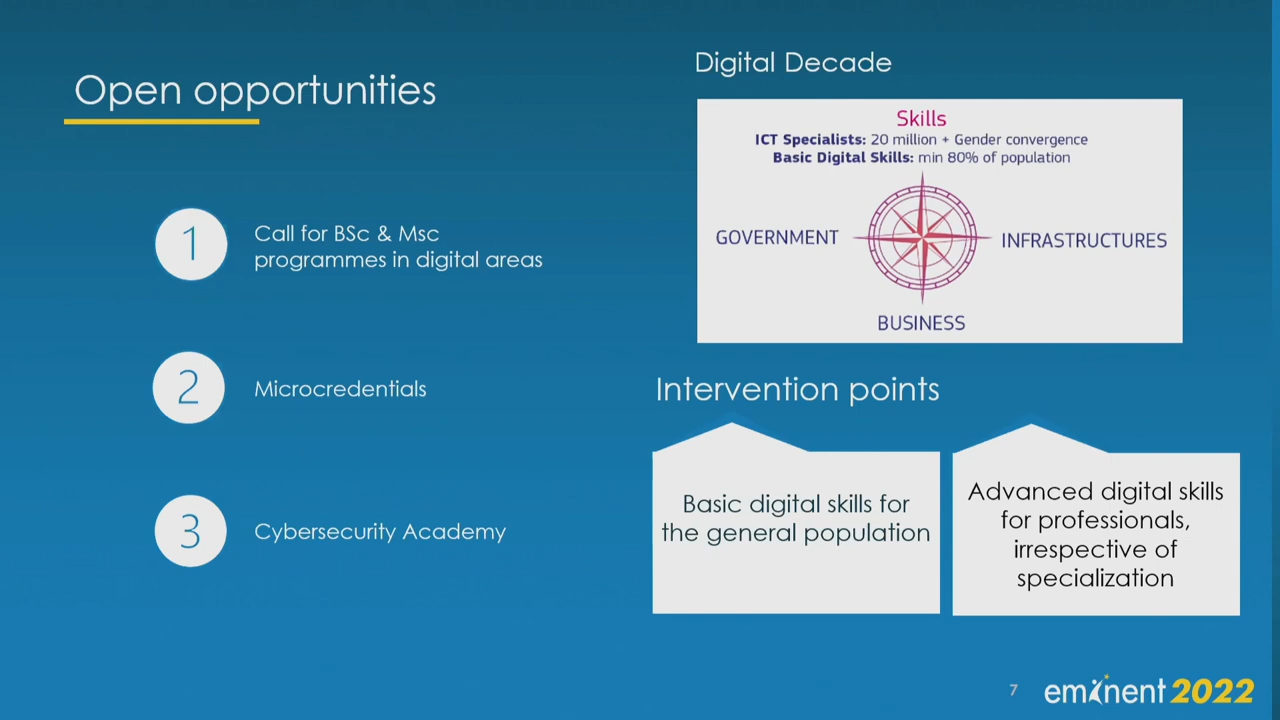 Open opportunities
1
Call for BSc & Msc
programmes in digital areas
2
Microcredentials
3
Cybersecurity Academy
Digital Decade
Skills
ICT Specialists: 20 million + Gender convergence
Basic Digital Skills: min 80% of population
GOVERNMENT
INFRASTRUCTURES
BUSINESS
Intervention points
Basic digital skills for
the general population
Advanced digital skills
for professionals,
irrespective of
specialization
7
eminent 2022